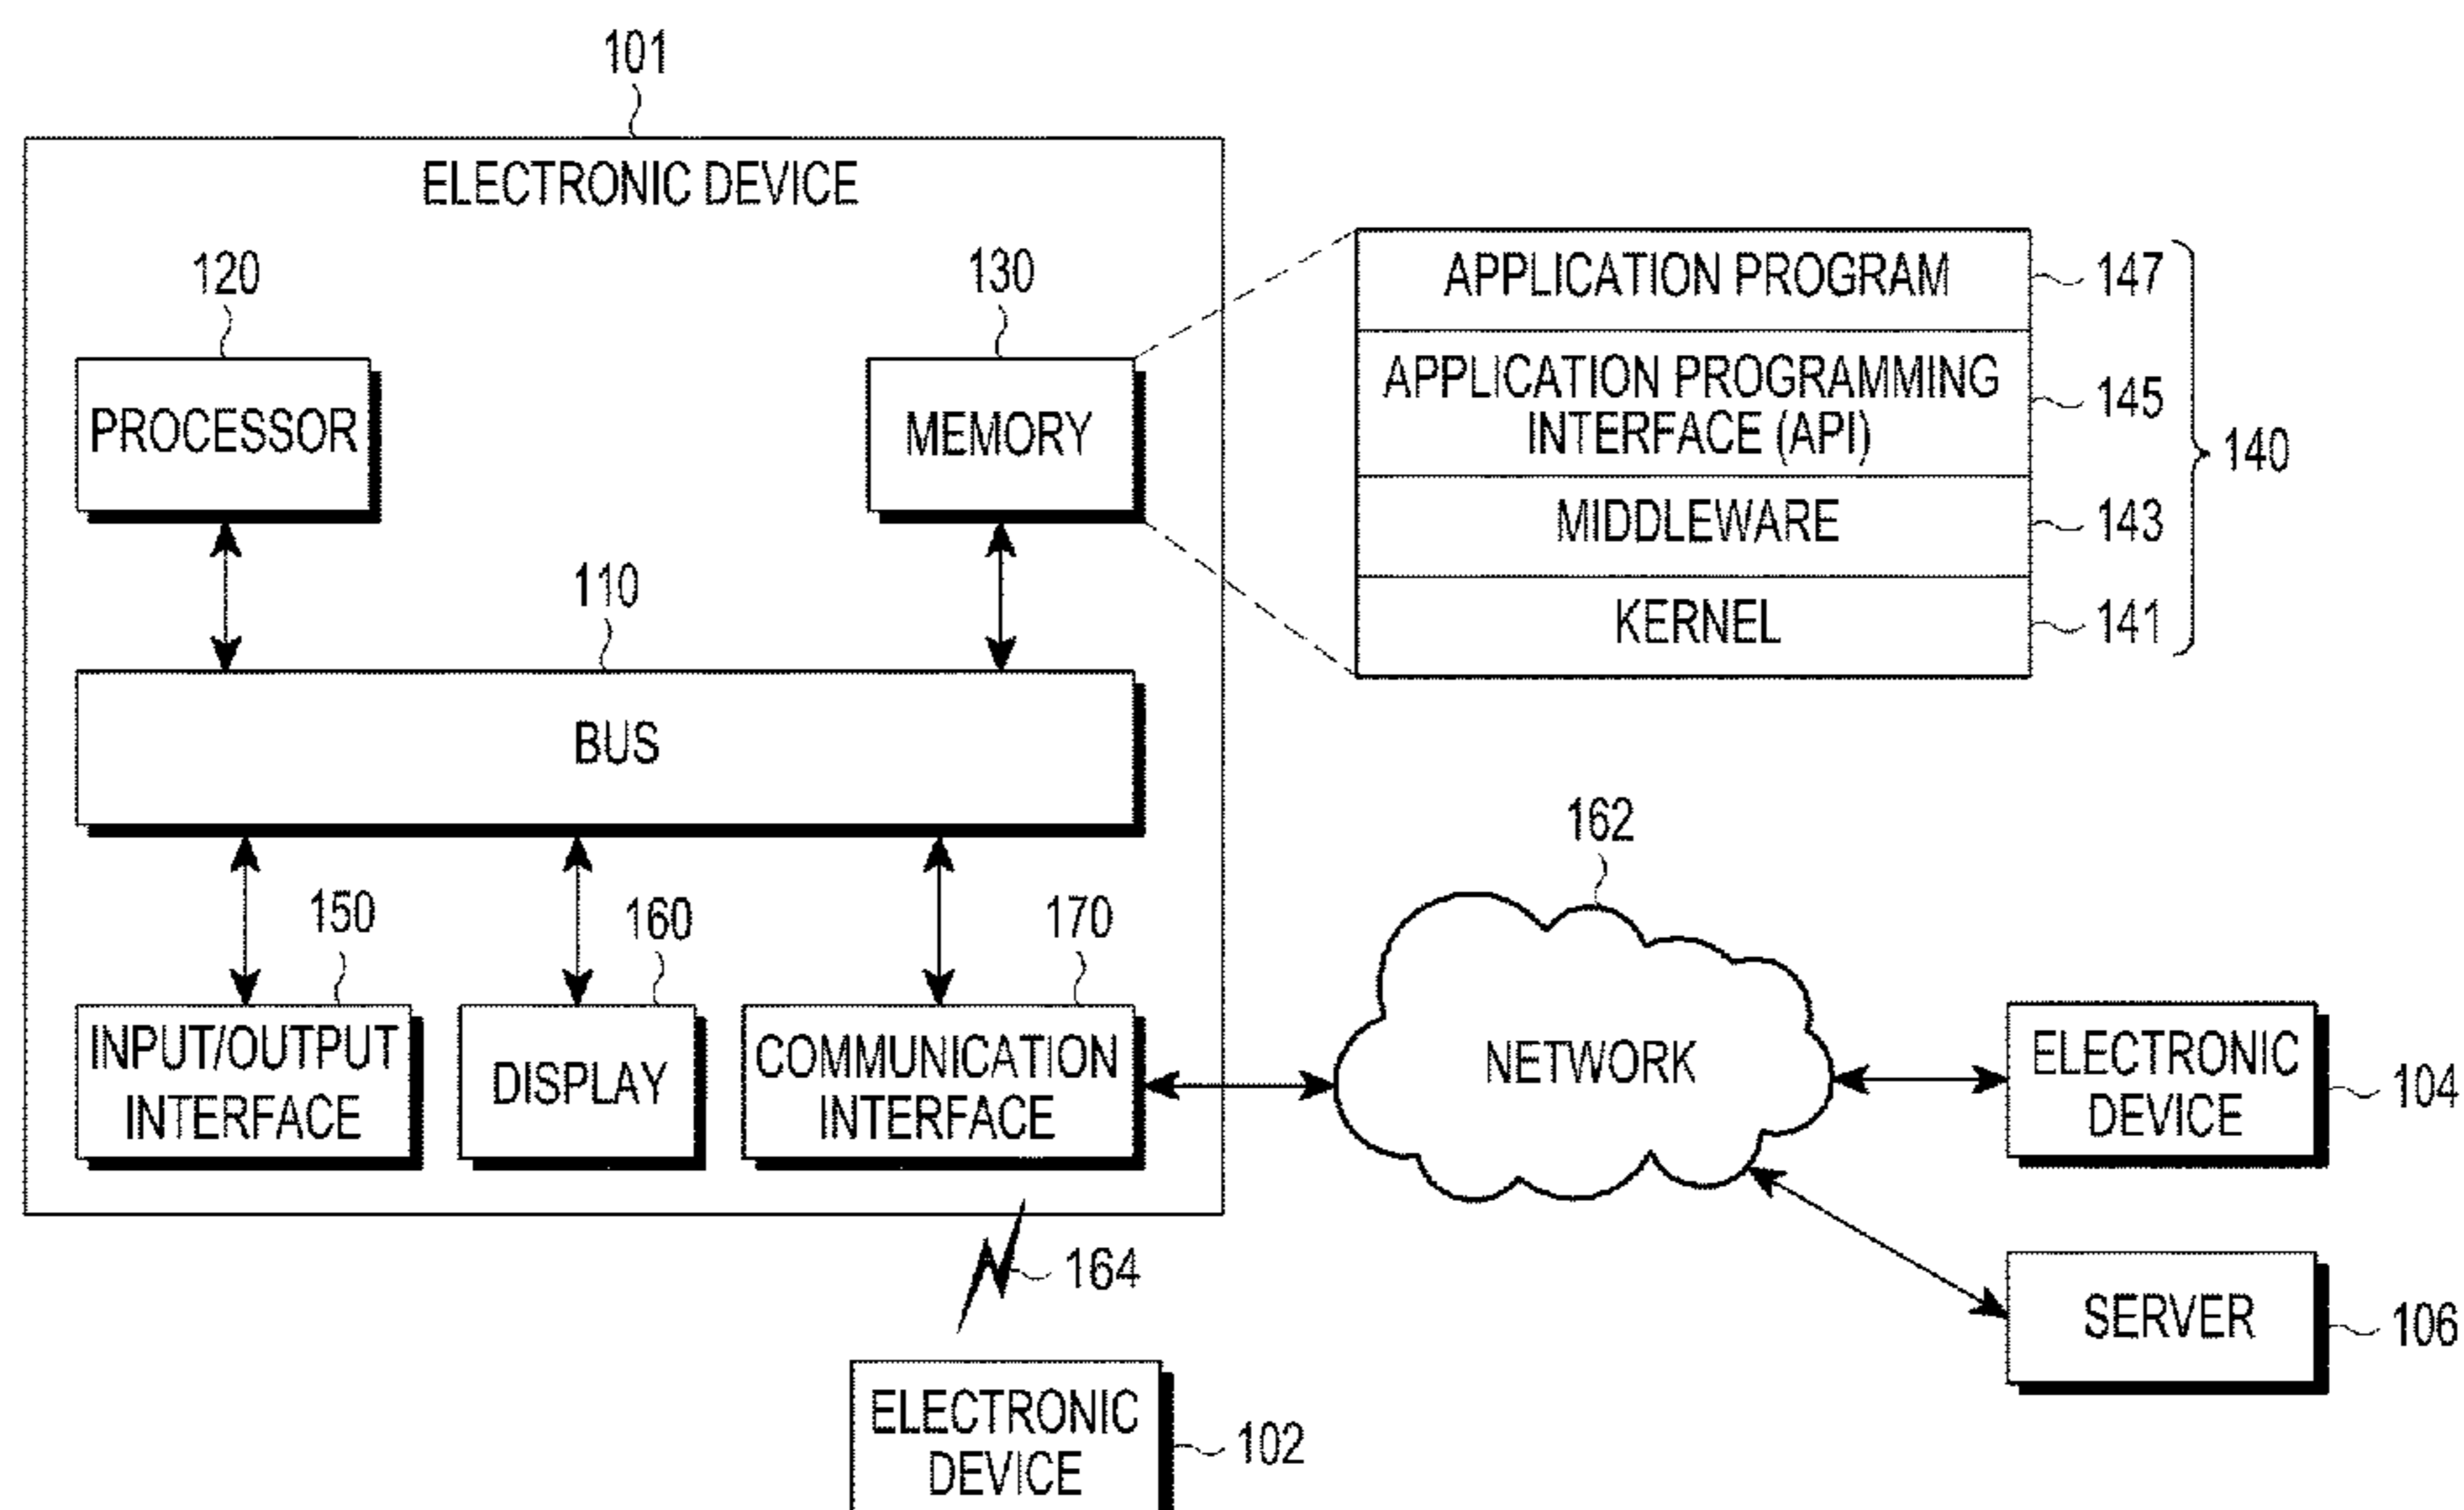 101
ELECTRONIC DEVICE
120
130
PROCESSOR
MEMORY
APPLICATION PROGRAM
147
APPLICATION PROGRAMMING
INTERFACE (API)
145
MIDDLEWARE
143
KERNEL
141
140
110
BUS
150
160
170
INPUT/OUTPUT
INTERFACE
DISPLAY
COMMUNICATION
INTERFACE
162
NETWORK
ELECTRONIC
DEVICE
104
164
SERVER
106
ELECTRONIC
DEVICE
102